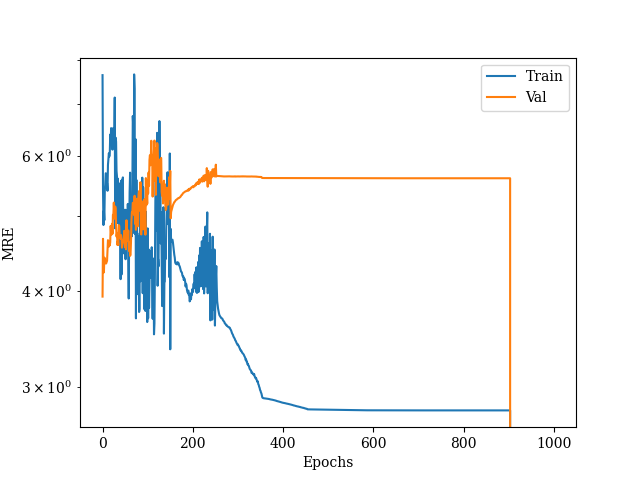 Train
Val
6 × 10⁰
4 × 10⁰
3 × 10⁰
MRE
0 200 400 600 800 1000
Epochs